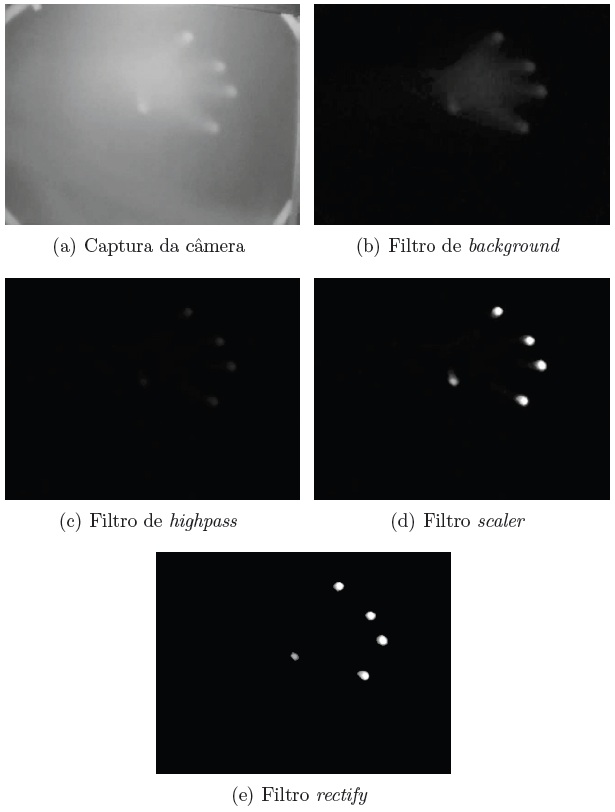 (a) Captura da câmera
(b) Filtro de background
(c) Filtro de highpass
(d) Filtro scaler
(e) Filtro rectify